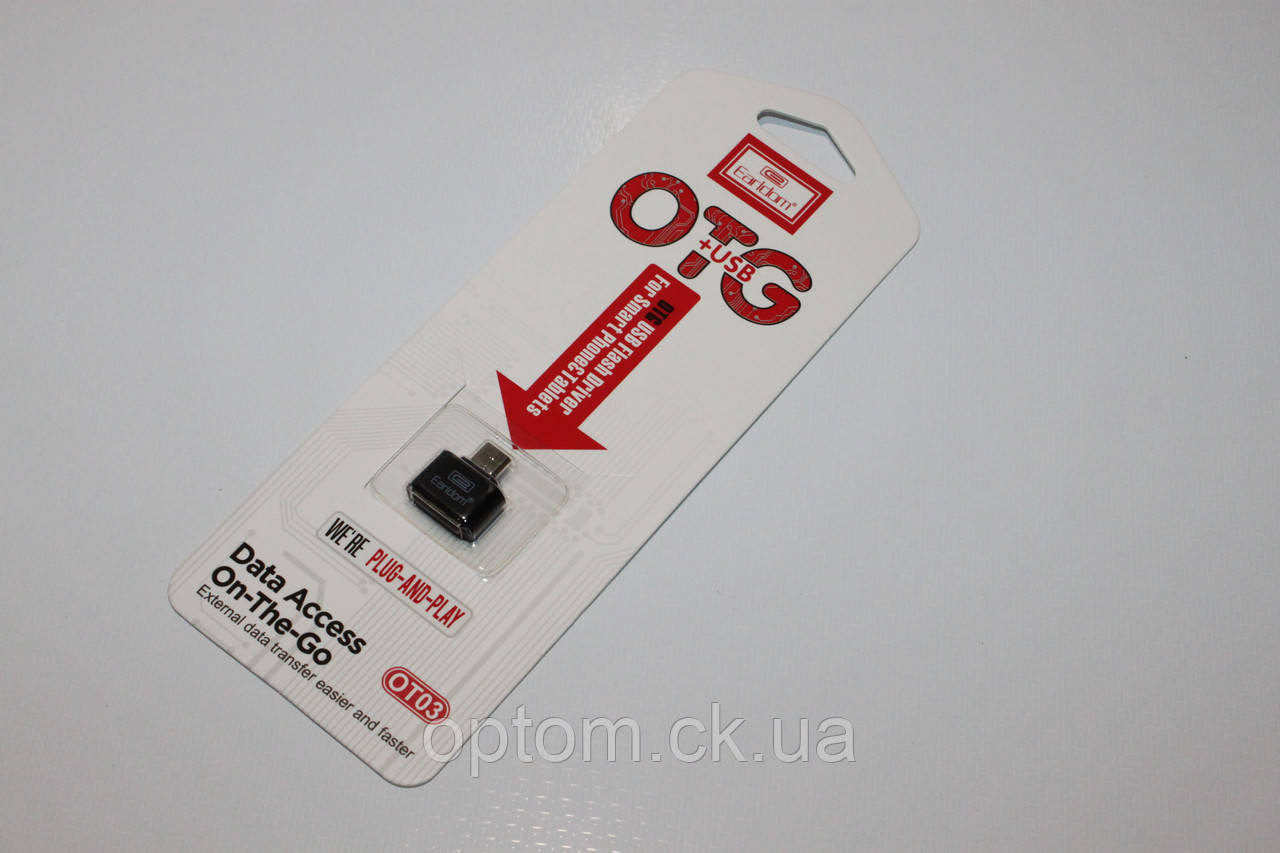 Earldom®
OTG
+USB
OTG USB Flash Driver
For Smart Phone&Tablets
Earldom®
WE'RE PLUG-AND-PLAY
Data Access
On-The-Go
External data transfer easier and faster
OT03
optom.ck.ua